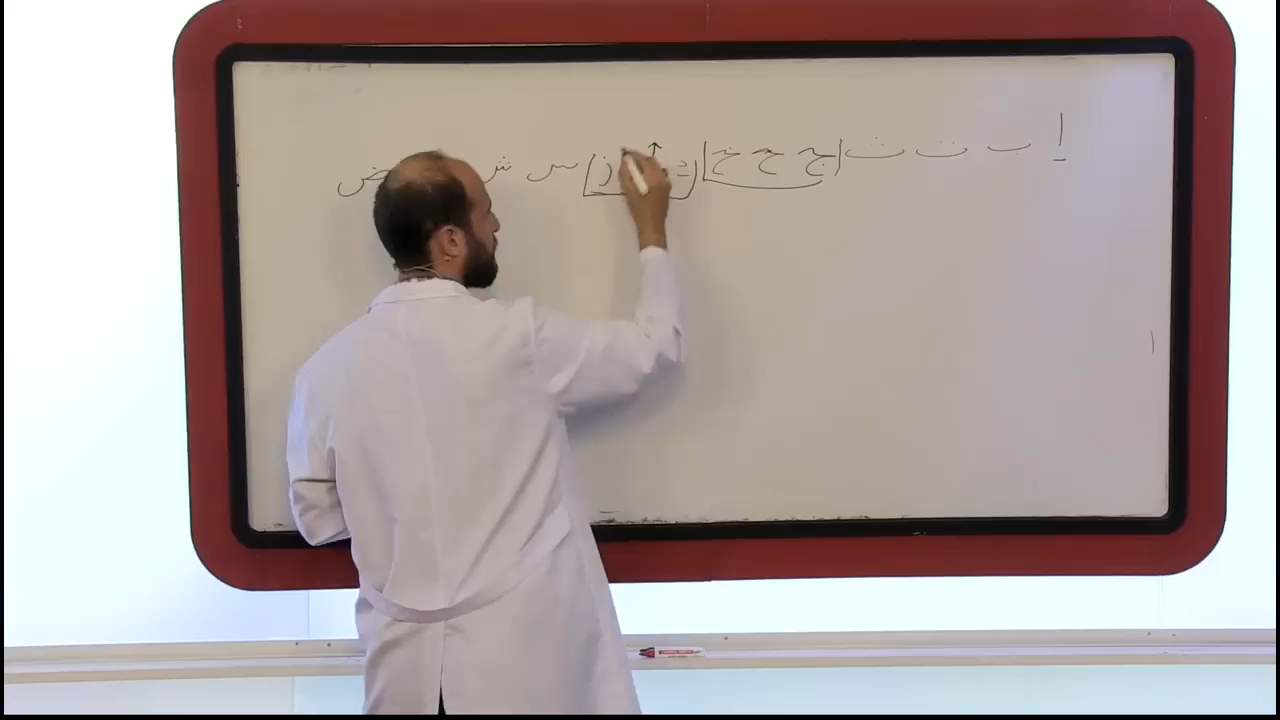 ا ب ت ث ج ح خ ز س ش ض